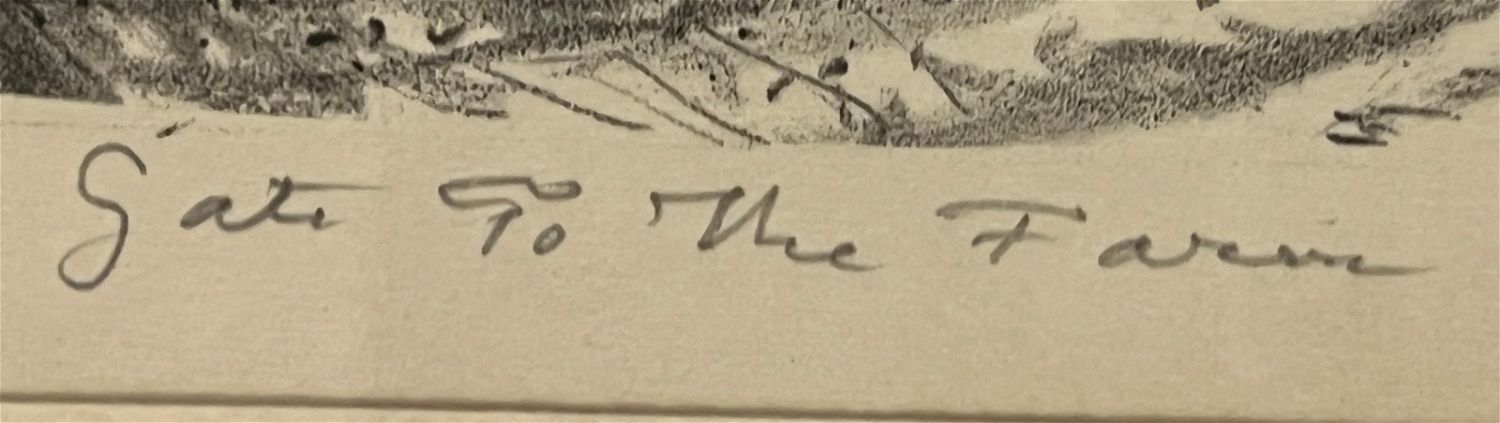 Gate To The Farm